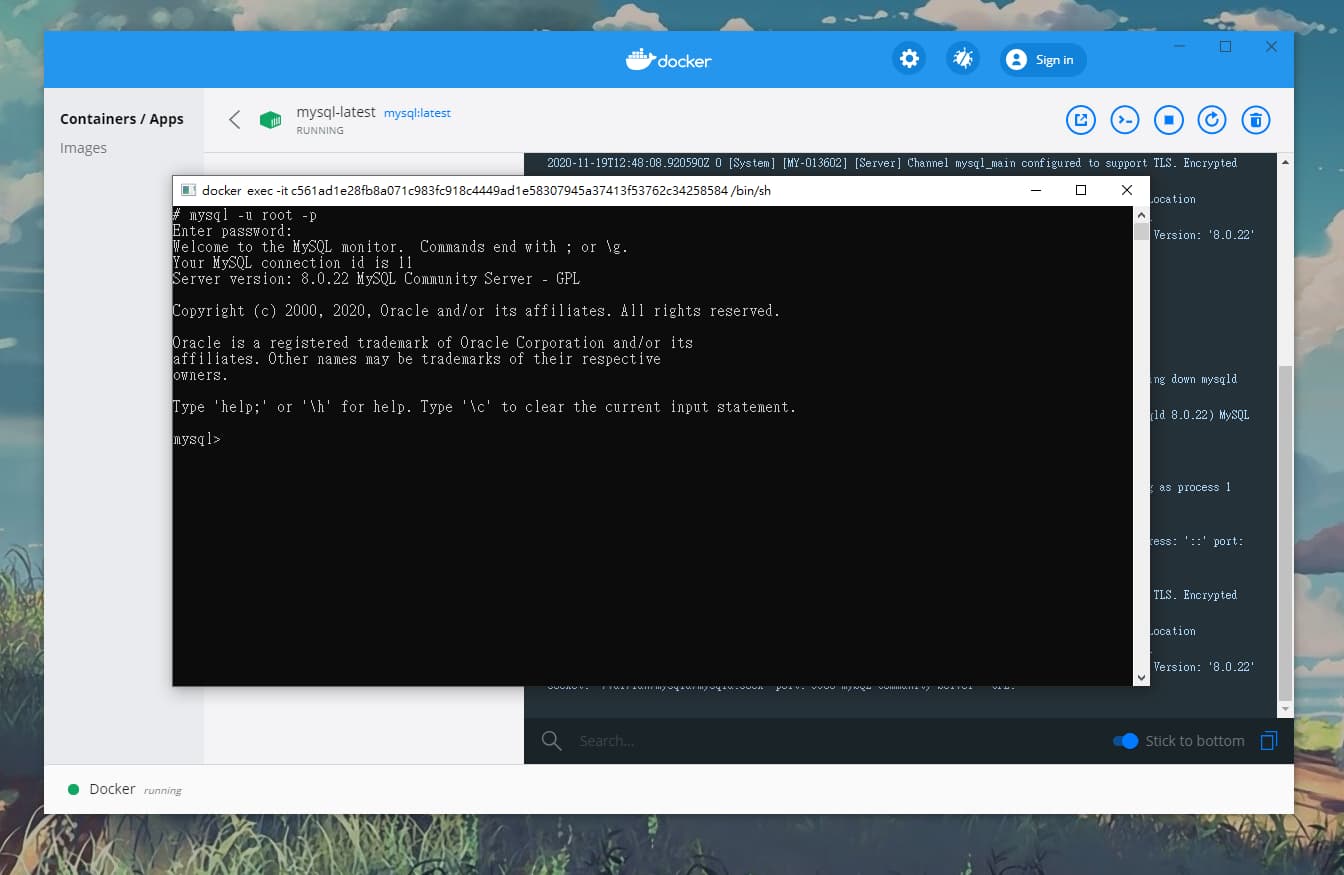 docker
Sign in
Containers / Apps
Images
mysql-latest mysql:latest
RUNNING
2020-11-19T12:48:08.920590Z 0 [System] [MY-013602] [Server] Channel mysql_main configured to support TLS. Encrypted
docker exec -it c561ad1e28fb8a071c983fc918c4449ad1e58307945a37413f53762c34258584 /bin/sh
# mysql -u root -p
Enter password:
Welcome to the MySQL monitor.  Commands end with ; or \g.
Your MySQL connection id is 11
Server version: 8.0.22 MySQL Community Server - GPL
Copyright (c) 2000, 2020, Oracle and/or its affiliates. All rights reserved.
Oracle is a registered trademark of Oracle Corporation and/or its
affiliates. Other names may be trademarks of their respective
owners.
Type 'help;' or '\h' for help. Type '\c' to clear the current input statement.
mysql>
Location
Version: '8.0.22'
down mysqld
8.0.22) MySQL
as process 1
'::' port:
TLS. Encrypted
Location
Version: '8.0.22'
Search...
Stick to bottom
Docker running